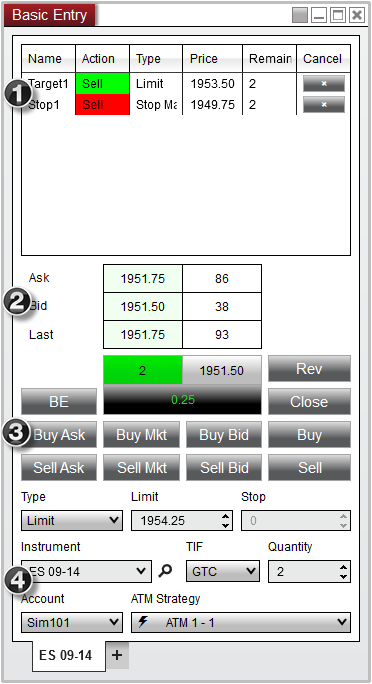 Basic Entry
Name Action Type Price Remain Cancel
1
Target1 Sell Limit 1953.50 2 ×
Stop1 Sell Stop Ma 1949.75 2 ×
Ask 1951.75 86
2
Bid 1951.50 38
Last 1951.75 93
2 1951.50 Rev
BE 0.25 Close
3
Buy Ask Buy Mkt Buy Bid Buy
Sell Ask Sell Mkt Sell Bid Sell
Type Limit Stop
Limit 1954.25 0
Instrument TIF Quantity
4
ES 09-14 GTC 2
Account ATM Strategy
Sim101 ATM 1 - 1
ES 09-14 +